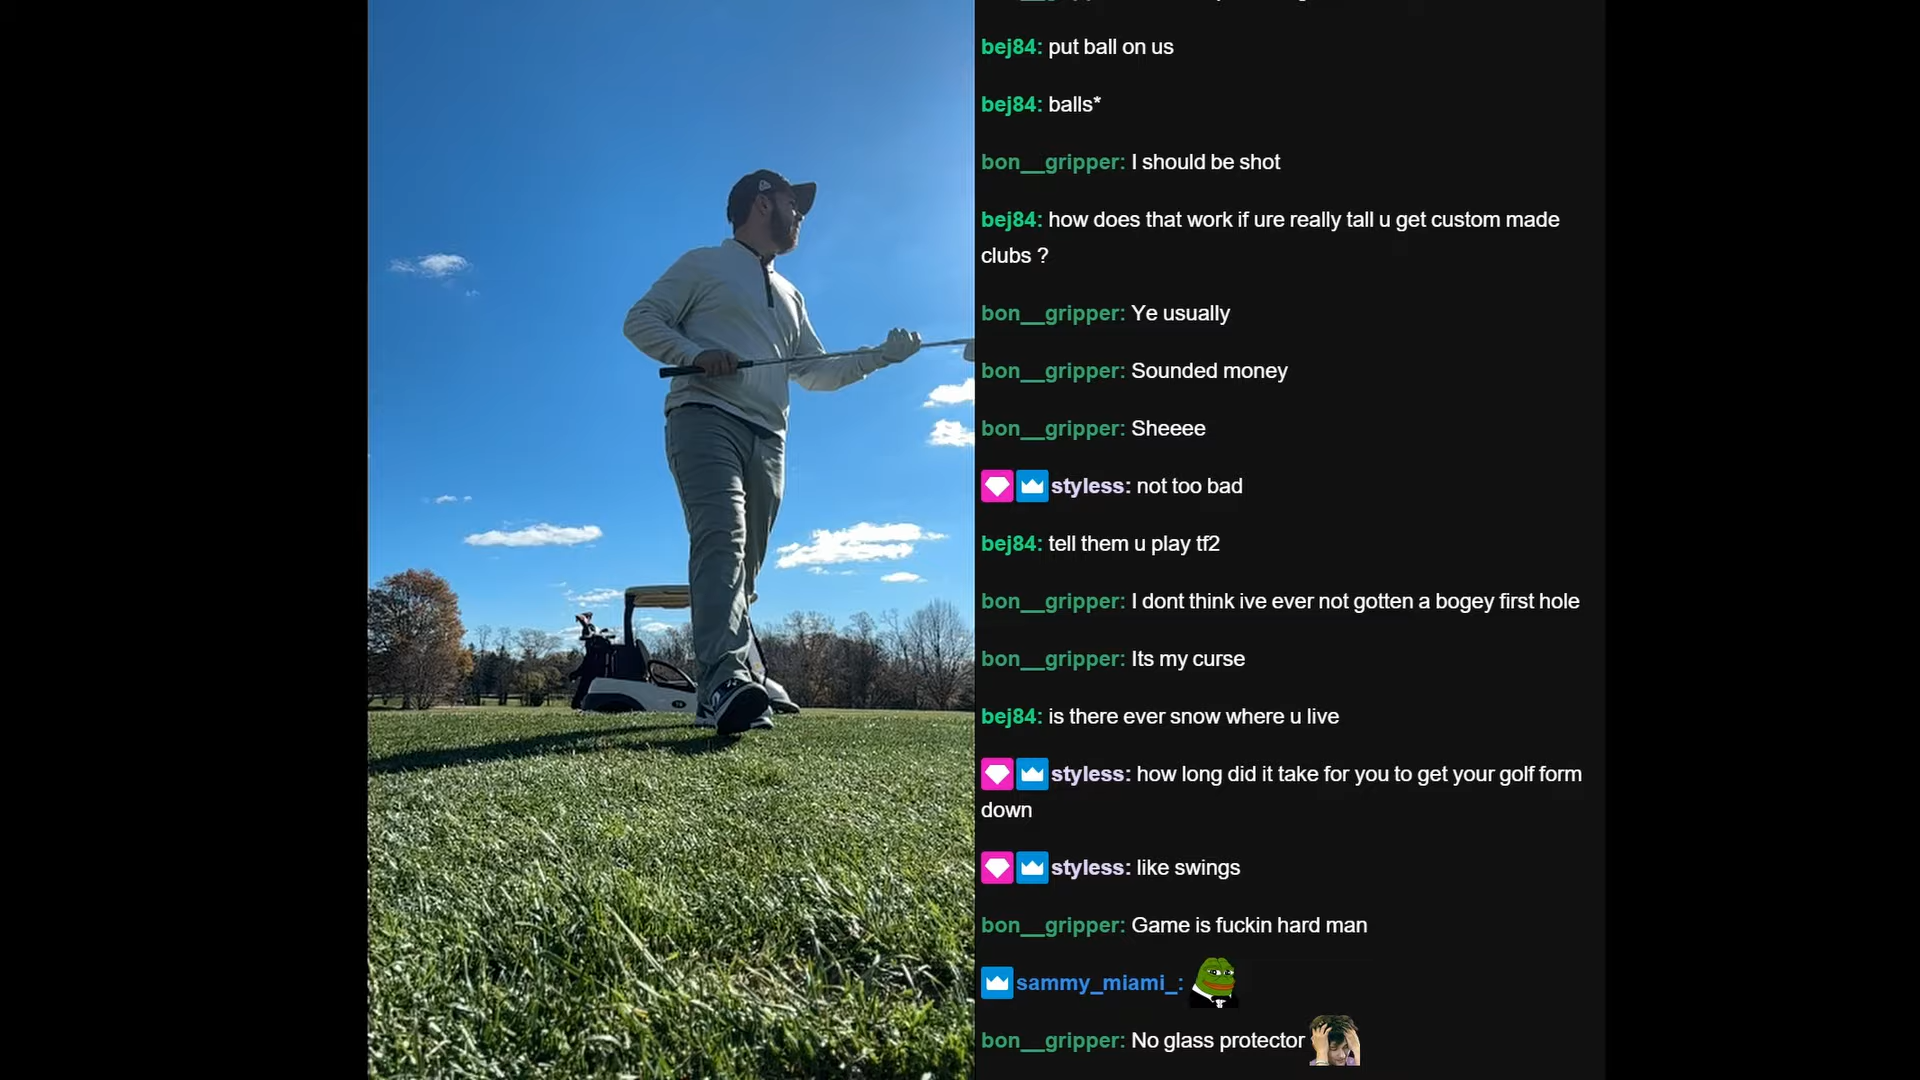 bej84: put ball on us
bej84: balls*
bon__gripper: I should be shot
bej84: how does that work if ure really tall u get custom made
clubs ?
bon__gripper: Ye usually
bon__gripper: Sounded money
bon__gripper: Sheeee
styless: not too bad
bej84: tell them u play tf2
bon__gripper: I dont think ive ever not gotten a bogey first hole
bon__gripper: Its my curse
bej84: is there ever snow where u live
styless: how long did it take for you to get your golf form
down
styless: like swings
bon__gripper: Game is fuckin hard man
sammy_miami_:
bon__gripper: No glass protector